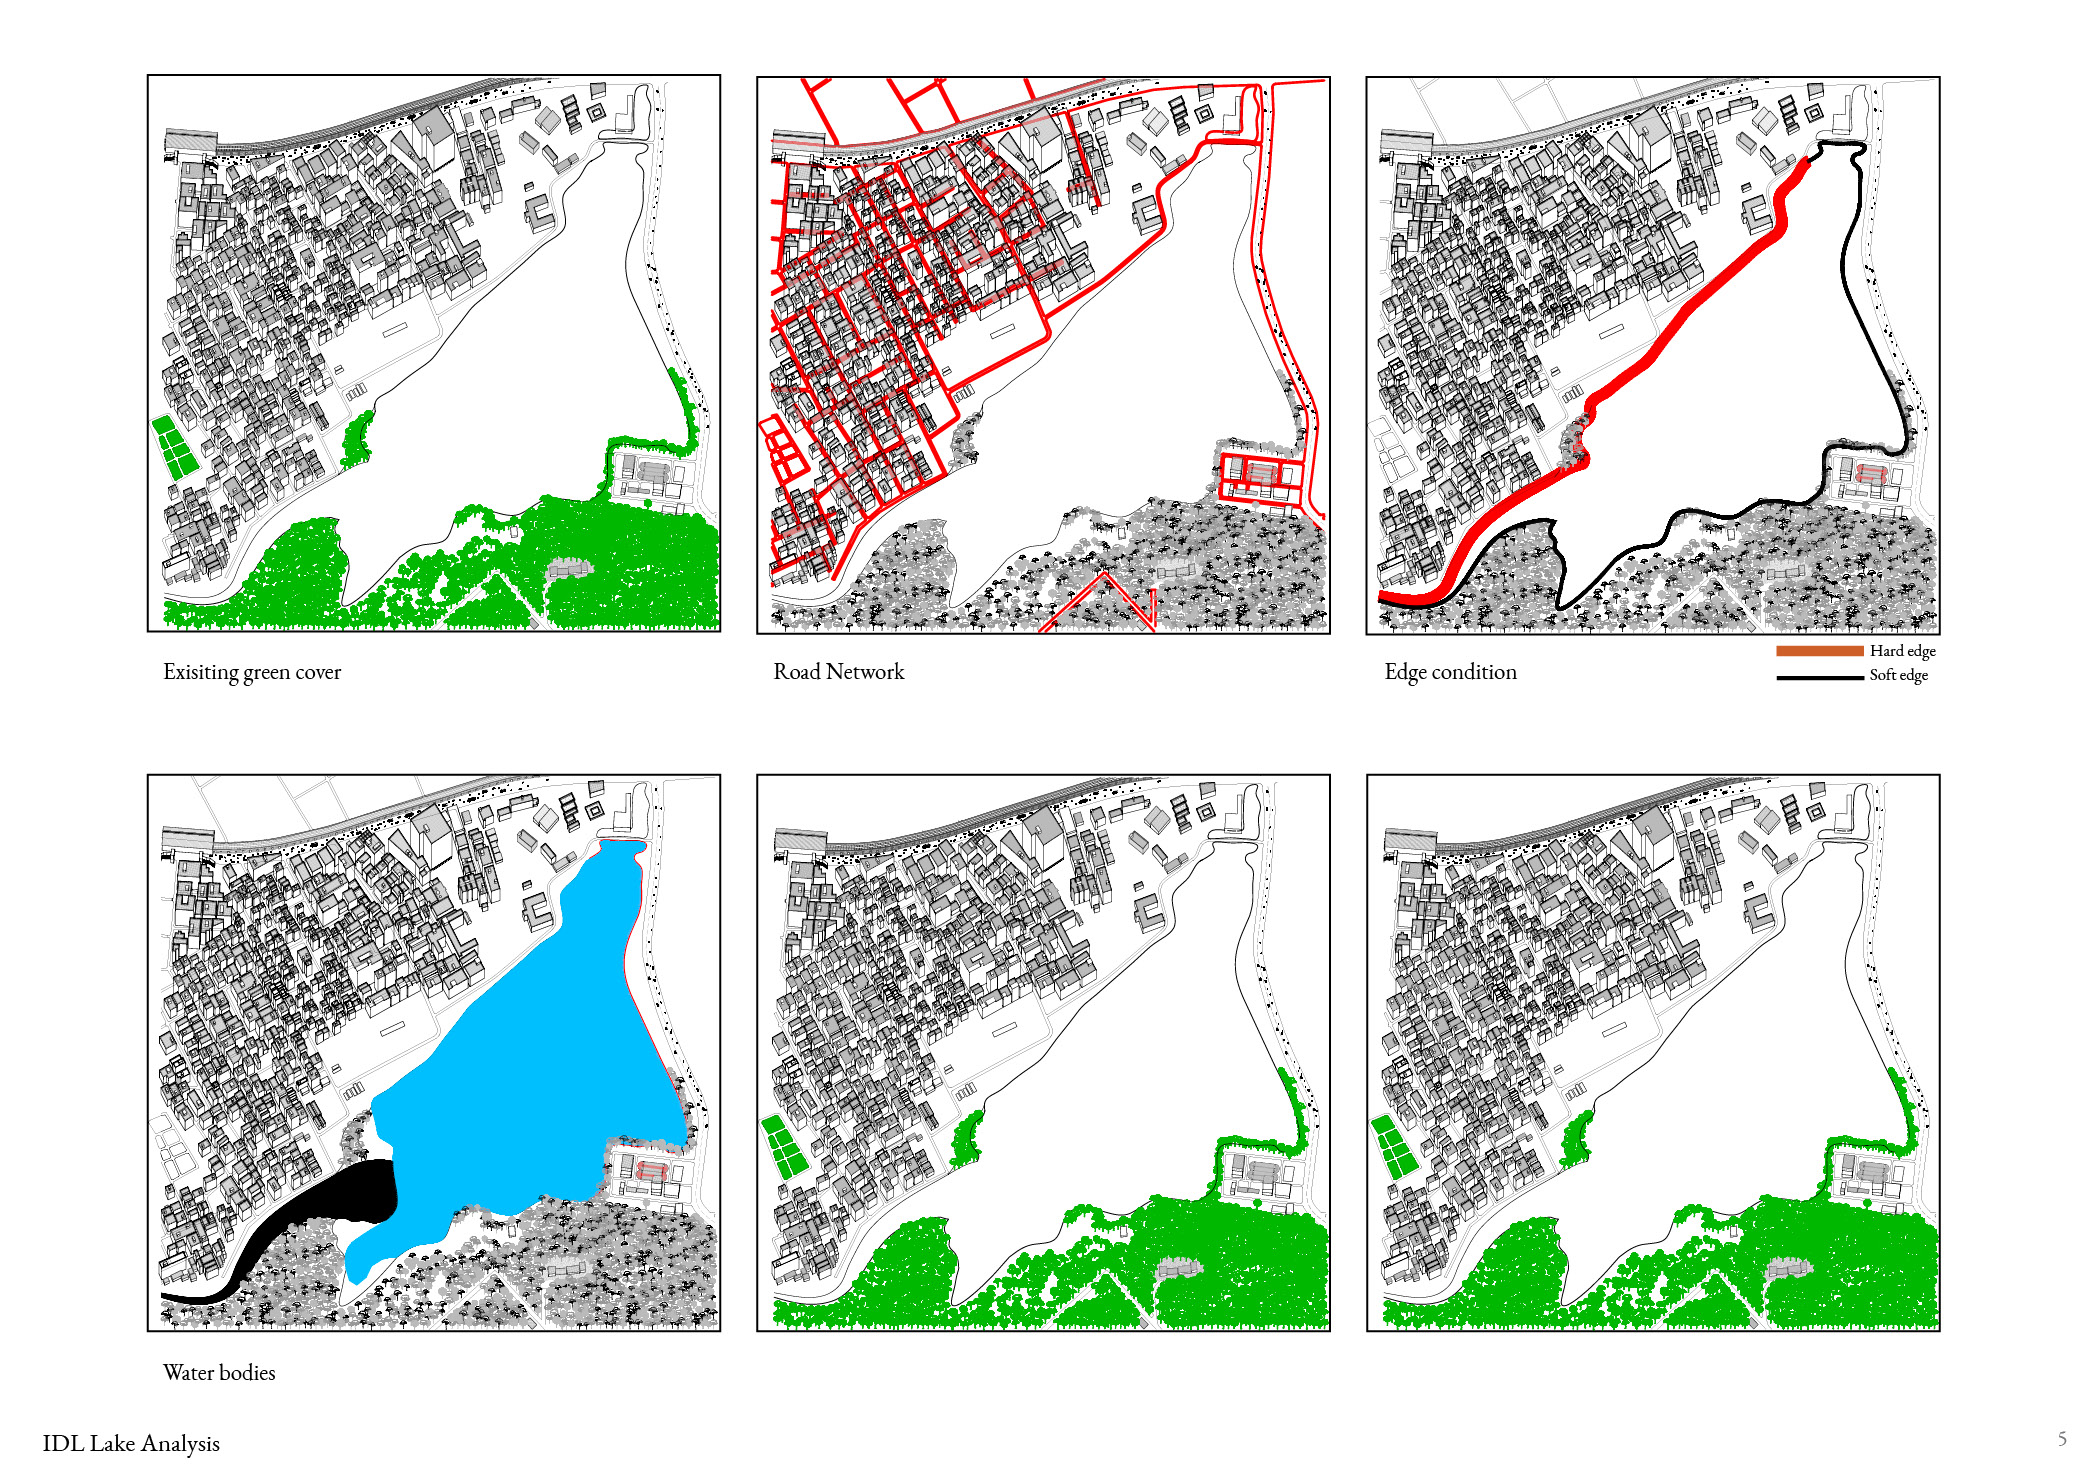 Exisiting green cover
Road Network
Edge condition
Hard edge
Soft edge
Water bodies
IDL Lake Analysis
5